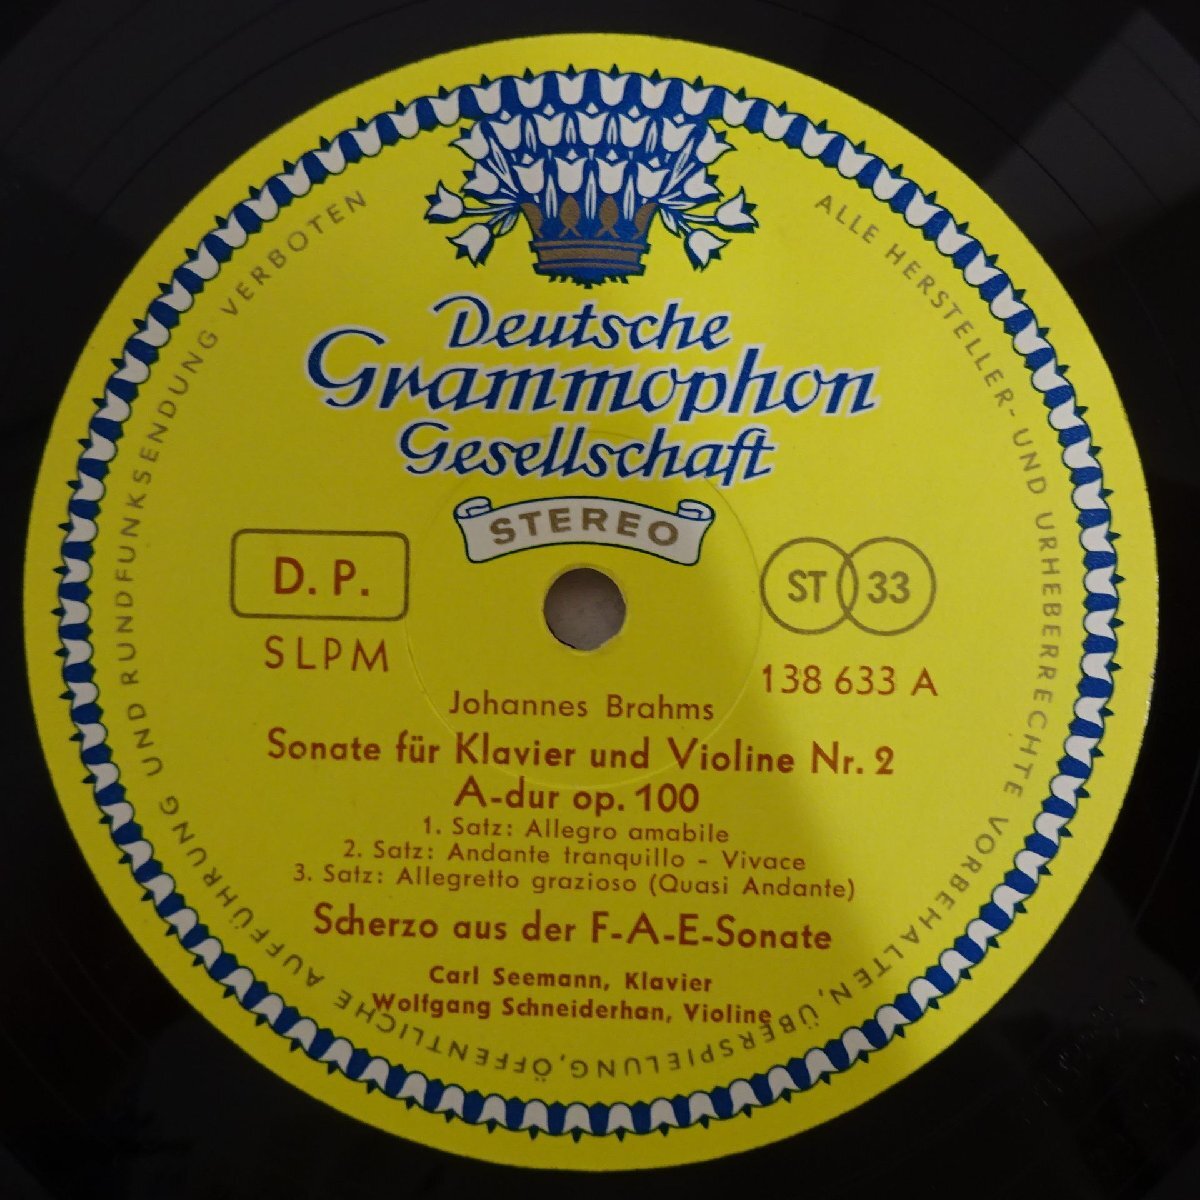 Deutsche
Grammophon
Gesellschaft
STEREO
D. P.
SLPM
ST 33
138 633 A
Johannes Brahms
Sonate für Klavier und Violine Nr. 2
A-dur op. 100
1. Satz: Allegro amabile
2. Satz: Andante tranquillo - Vivace
3. Satz: Allegretto grazioso (Quasi Andante)
Scherzo aus der F-A-E-Sonate
Carl Seemann, Klavier
Wolfgang Schneiderhan, Violine
ALLE HERSTELLER- UND URHEBERRECHTE VORBEHALTEN, ÜBERSPIELUNG, ÖFFENTLICHE AUFFÜHRUNG UND RUNDFUNKSENDUNG VERBOTEN